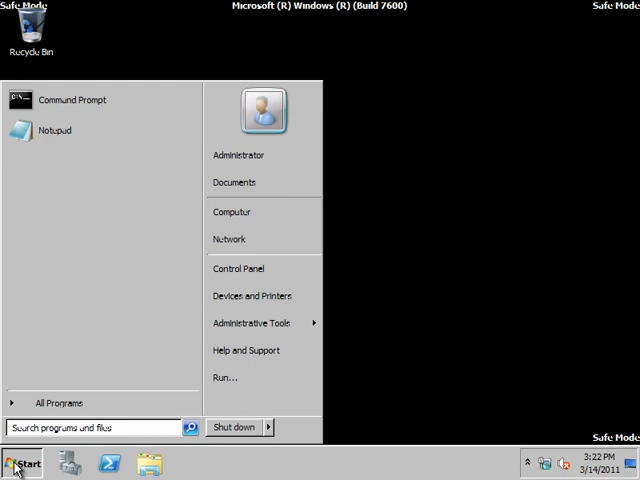 Safe Mode
Microsoft (R) Windows (R) (Build 7600)
Safe Mode
Recycle Bin
C:\
Command Prompt
Notepad
Administrator
Documents
Computer
Network
Control Panel
Devices and Printers
Administrative Tools
Help and Support
Run...
All Programs
Search programs and files
Shut down
Safe Mode
Start
3:22 PM
3/14/2011